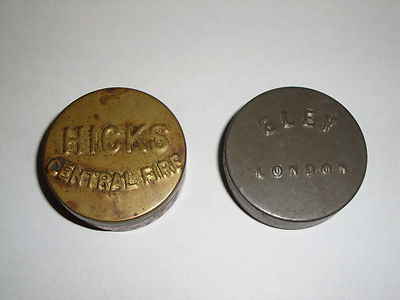 HICKS
CENTRAL FIRE
ELEY
LONDON